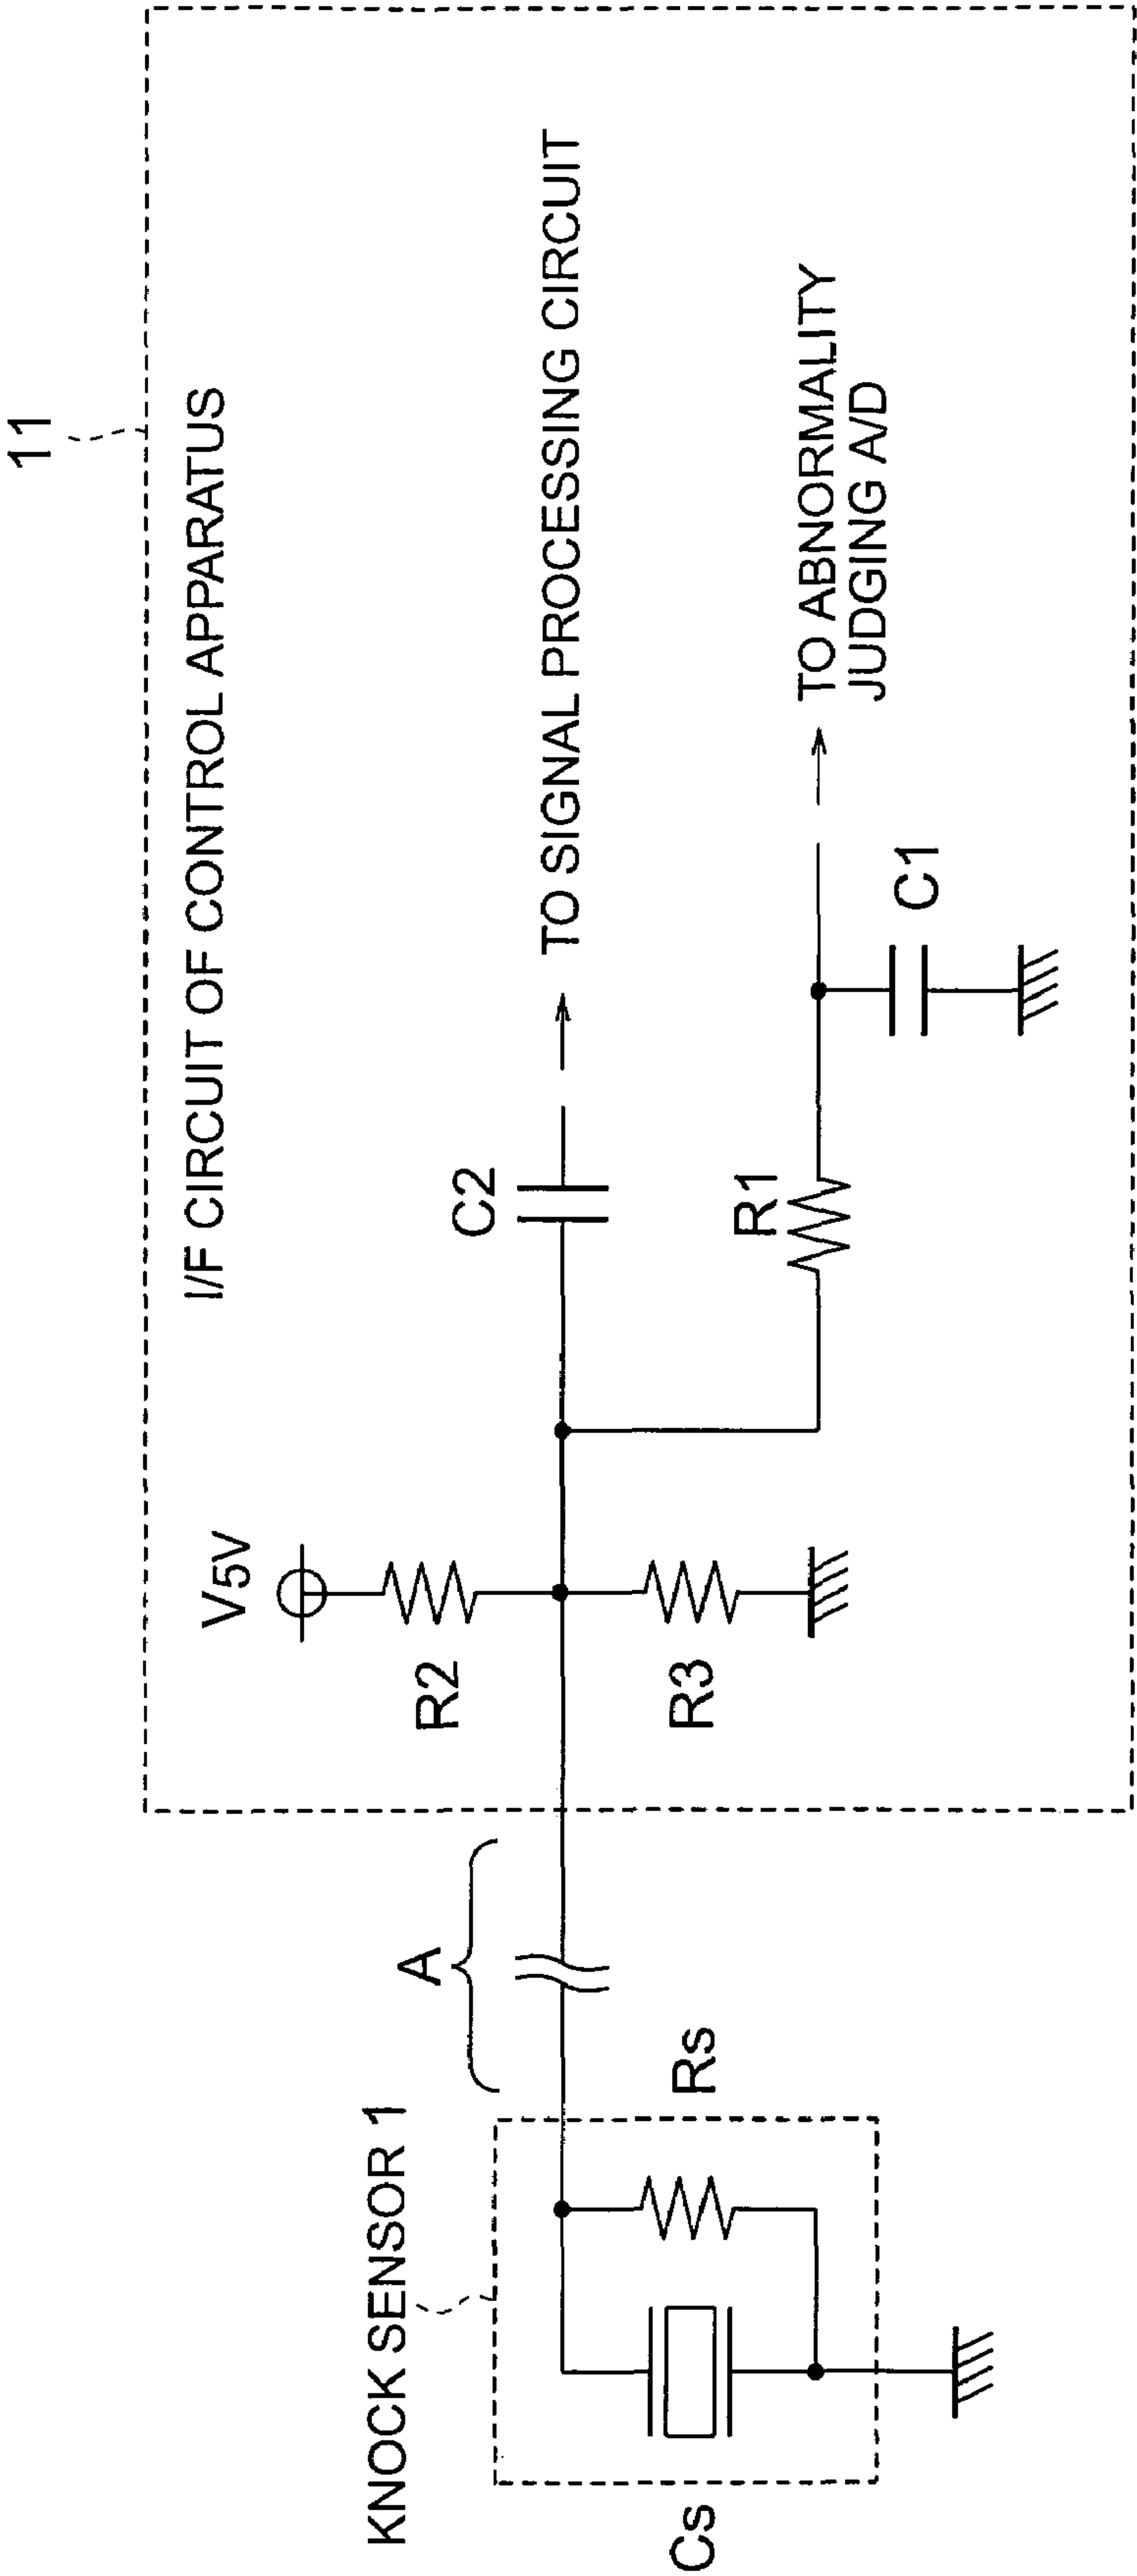 11
I/F CIRCUIT OF CONTROL APPARATUS
V5V
R2
R3
C2
TO SIGNAL PROCESSING CIRCUIT
R1
C1
TO ABNORMALITY
JUDGING A/D
A
KNOCK SENSOR 1
Rs
Cs